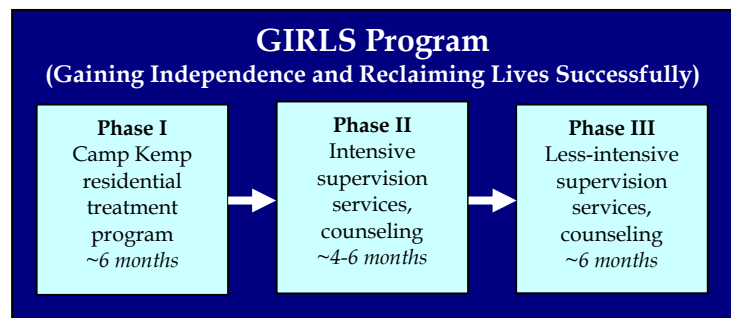 GIRLS Program
(Gaining Independence and Reclaiming Lives Successfully)
Phase I
Camp Kemp
residential
treatment
program
~6 months
Phase II
Intensive
supervision
services,
counseling
~4-6 months
Phase III
Less-intensive
supervision
services,
counseling
~6 months